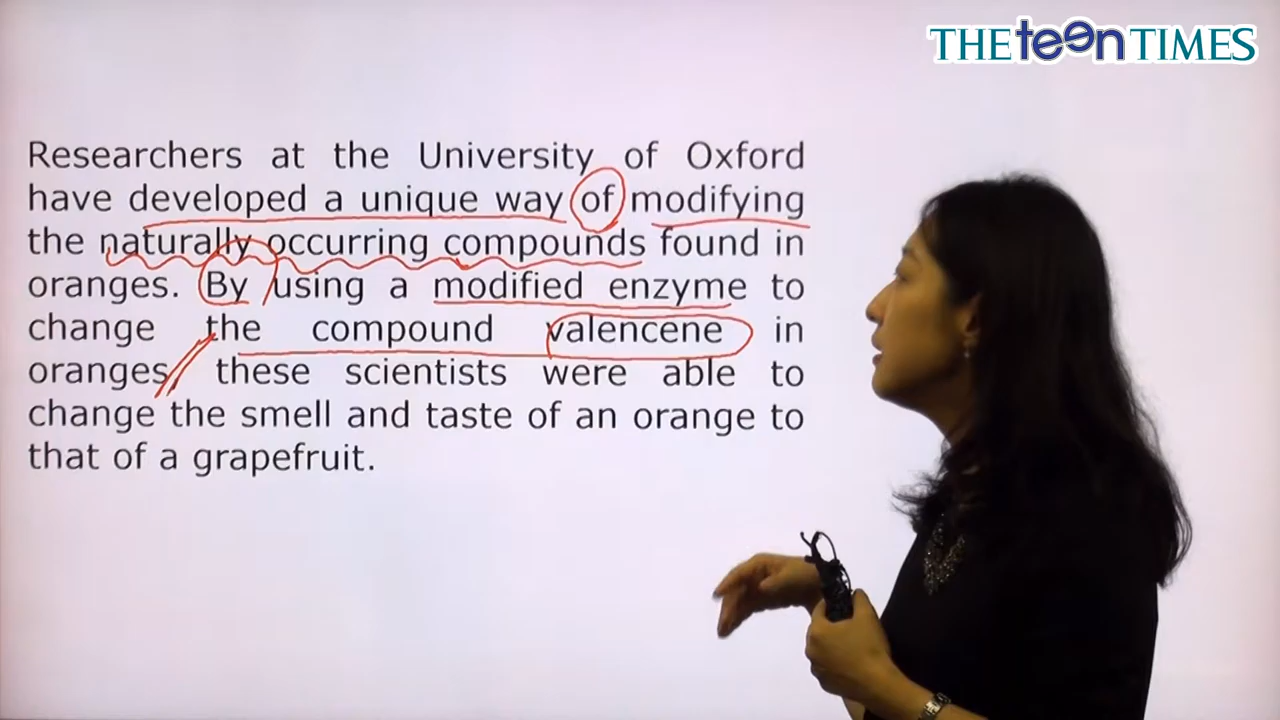 THE teen TIMES
Researchers at the University of Oxford
have developed a unique way of modifying
the naturally occurring compounds found in
oranges. By using a modified enzyme to
change the compound valencene in
oranges, these scientists were able to
change the smell and taste of an orange to
that of a grapefruit.